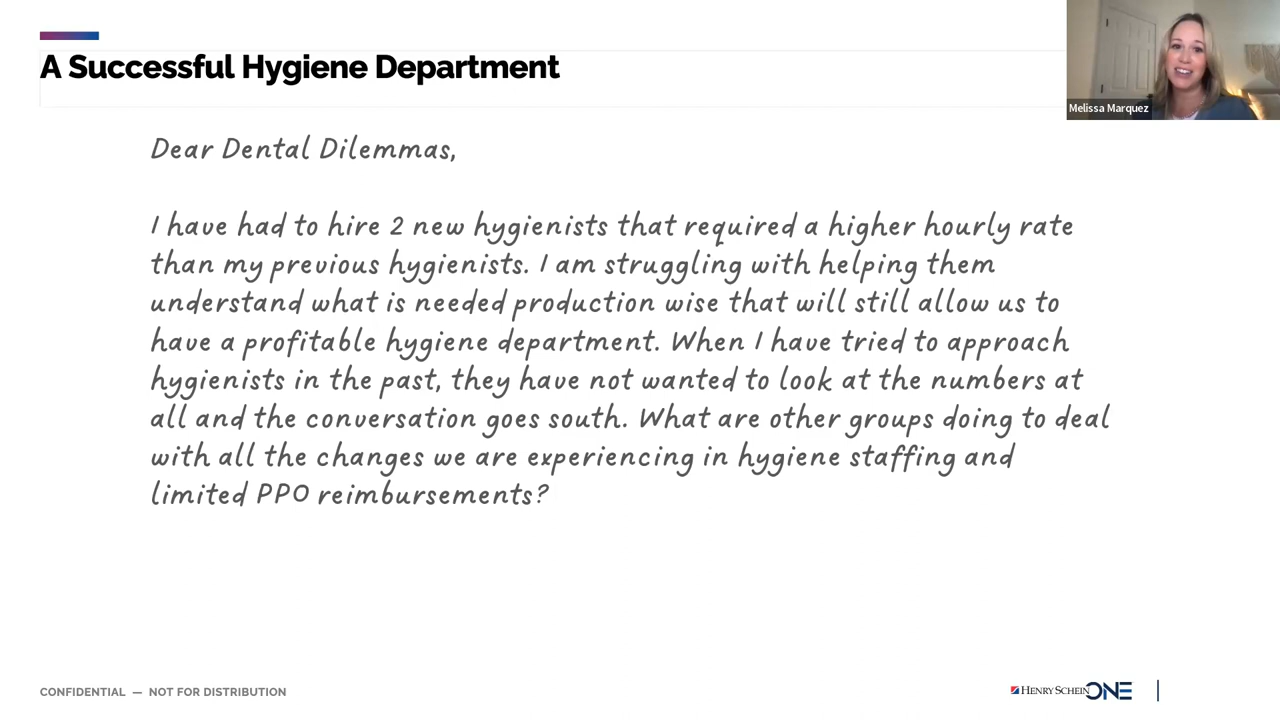 A Successful Hygiene Department
Melissa Marquez
Dear Dental Dilemmas,
I have had to hire 2 new hygienists that required a higher hourly rate
than my previous hygienists. I am struggling with helping them
understand what is needed production wise that will still allow us to
have a profitable hygiene department. When I have tried to approach
hygienists in the past, they have not wanted to look at the numbers at
all and the conversation goes south. What are other groups doing to deal
with all the changes we are experiencing in hygiene staffing and
limited PPO reimbursements?
CONFIDENTIAL — NOT FOR DISTRIBUTION
HENRY SCHEIN ONE